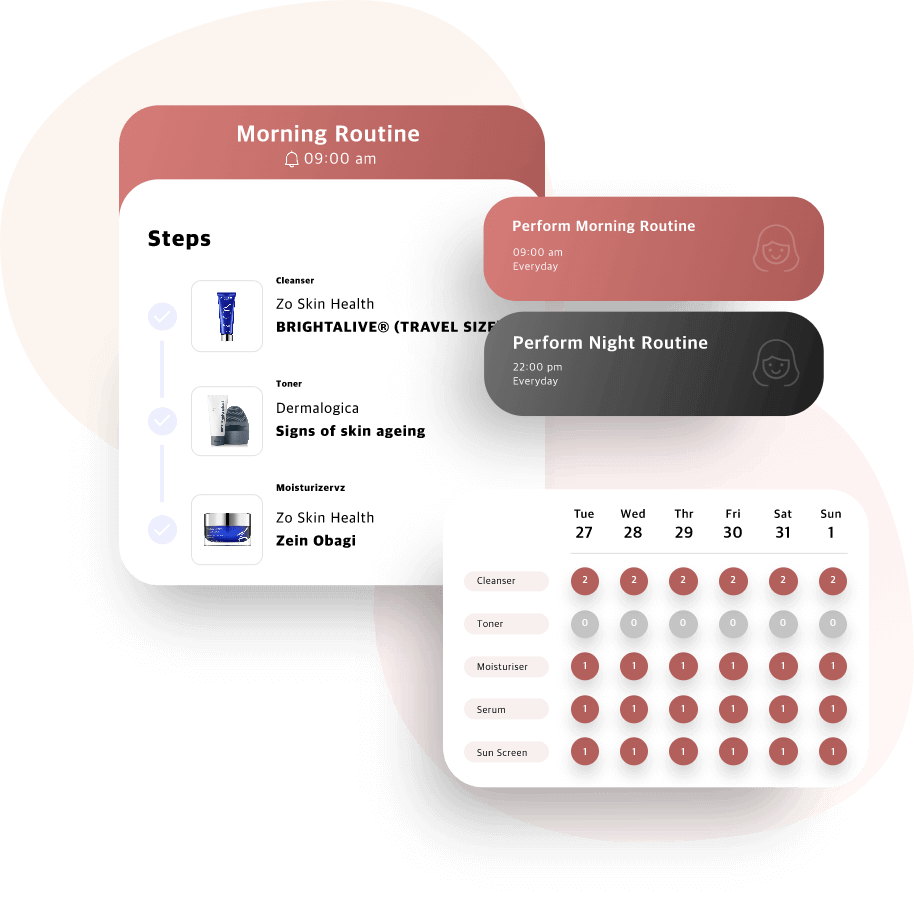 Morning Routine
09:00 am
Steps
Cleanser
Zo Skin Health
BRIGHTALIVE® (TRAVEL SIZE
Toner
Dermalogica
Signs of skin ageing
Moisturizervz
Zo Skin Health
Zein Obagi
Perform Morning Routine
09:00 am
Everyday
Perform Night Routine
22:00 pm
Everyday
Tue Wed Thr Fri Sat Sun
27 28 29 30 31 1
Cleanser 2 2 2 2 2 2
Toner 0 0 0 0 0 0
Moisturiser 1 1 1 1 1 1
Serum 1 1 1 1 1 1
Sun Screen 1 1 1 1 1 1